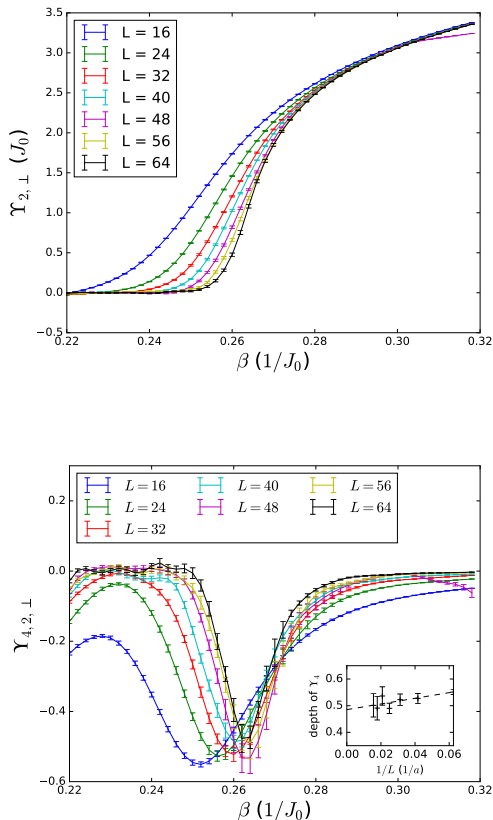 3.5
3.0
2.5
2.0
1.5
1.0
0.5
0.0
−0.5
Υ2,⊥ (J0)
L = 16
L = 24
L = 32
L = 40
L = 48
L = 56
L = 64
0.22 0.24 0.26 0.28 0.30 0.32
β (1/J0)
0.2
0.0
−0.2
−0.4
−0.6
Υ4,2,⊥
L = 16 L = 40 L = 56
L = 24 L = 48 L = 64
L = 32
depth of Υ4
0.6
0.5
0.4
0.00 0.02 0.04 0.06
1/L (1/a)
0.22 0.24 0.26 0.28 0.30 0.32
β (1/J0)